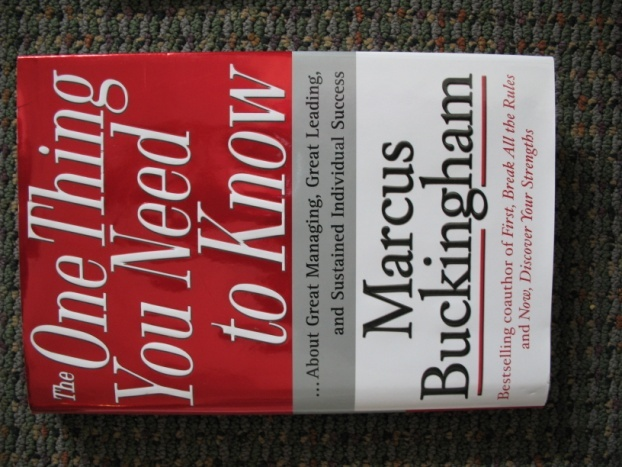 The One Thing
You Need
to Know
...About Great Managing, Great Leading,
and Sustained Individual Success
Marcus
Buckingham
Bestselling coauthor of First, Break All the Rules
and Now, Discover Your Strengths